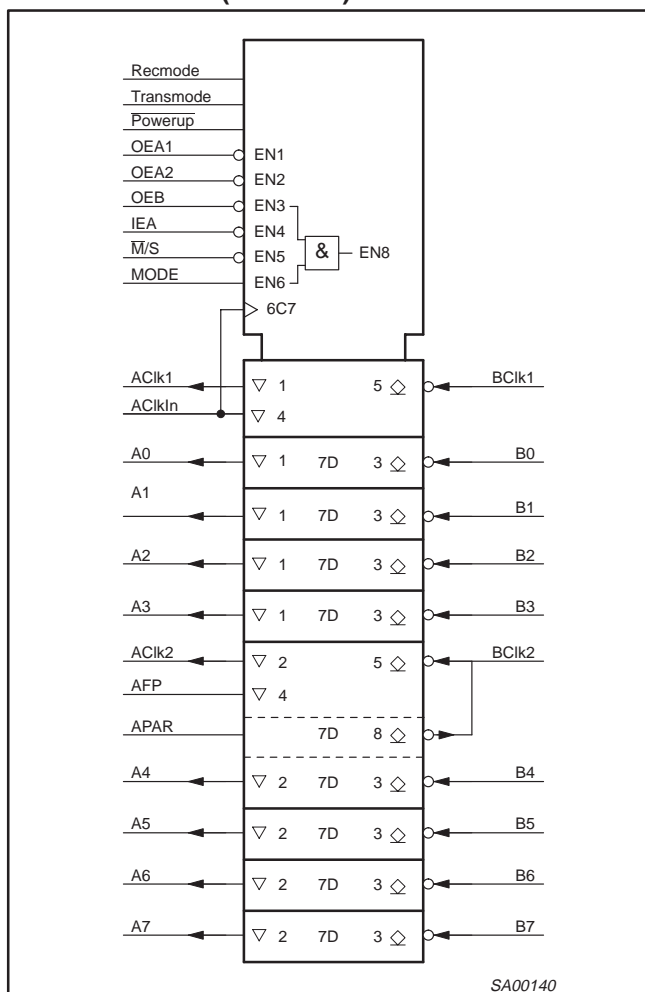 Recmode
Transmode
Powerup
OEA1 EN1
OEA2 EN2
OEB EN3
IEA EN4 & EN8
M/S EN5
MODE EN6
6C7
AClk1 ▽ 1 5 BClk1
AClkIn ▽ 4
A0 ▽ 1 7D 3 B0
A1 ▽ 1 7D 3 B1
A2 ▽ 1 7D 3 B2
A3 ▽ 1 7D 3 B3
AClk2 ▽ 2 5 BClk2
AFP ▽ 4
APAR 7D 8
A4 ▽ 2 7D 3 B4
A5 ▽ 2 7D 3 B5
A6 ▽ 2 7D 3 B6
A7 ▽ 2 7D 3 B7
SA00140